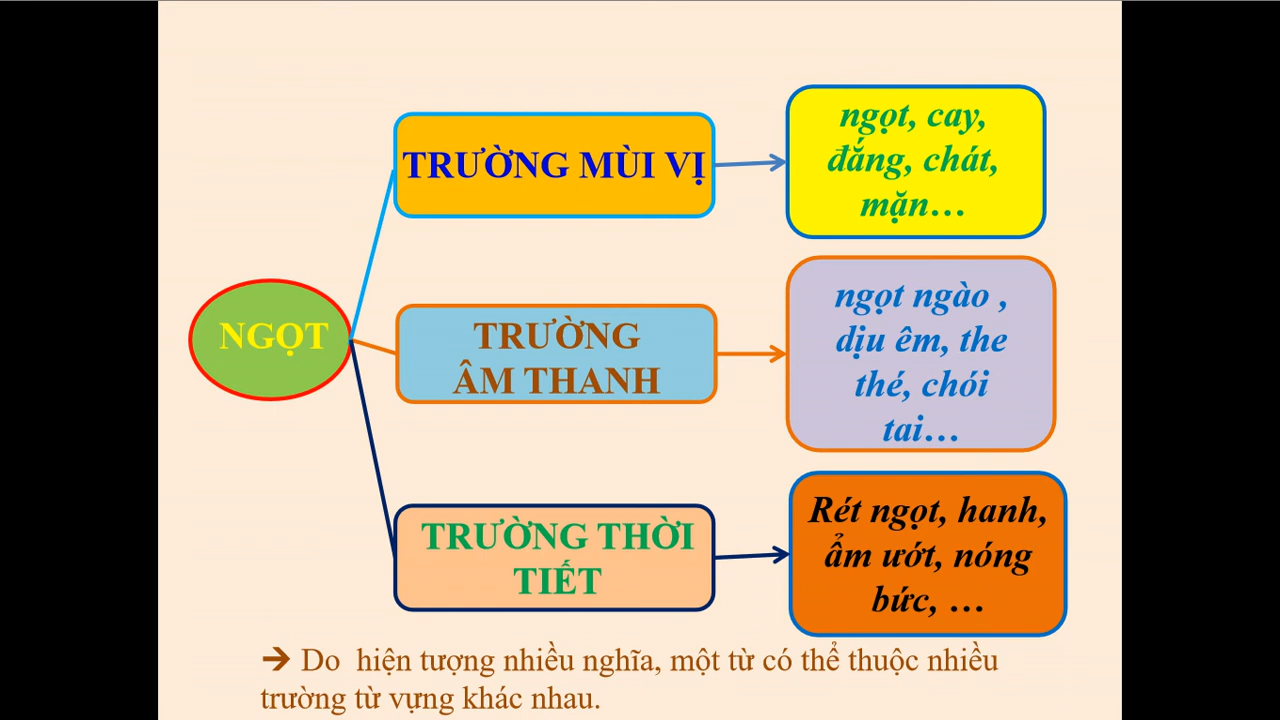 NGỌT
TRƯỜNG MÙI VỊ
ngọt, cay,
đắng, chát,
mặn…
TRƯỜNG
ÂM THANH
ngọt ngào ,
dịu êm, the
thé, chói
tai…
TRƯỜNG THỜI
TIẾT
Rét ngọt, hanh,
ẩm ướt, nóng
bức, …
→ Do hiện tượng nhiều nghĩa, một từ có thể thuộc nhiều
trường từ vựng khác nhau.